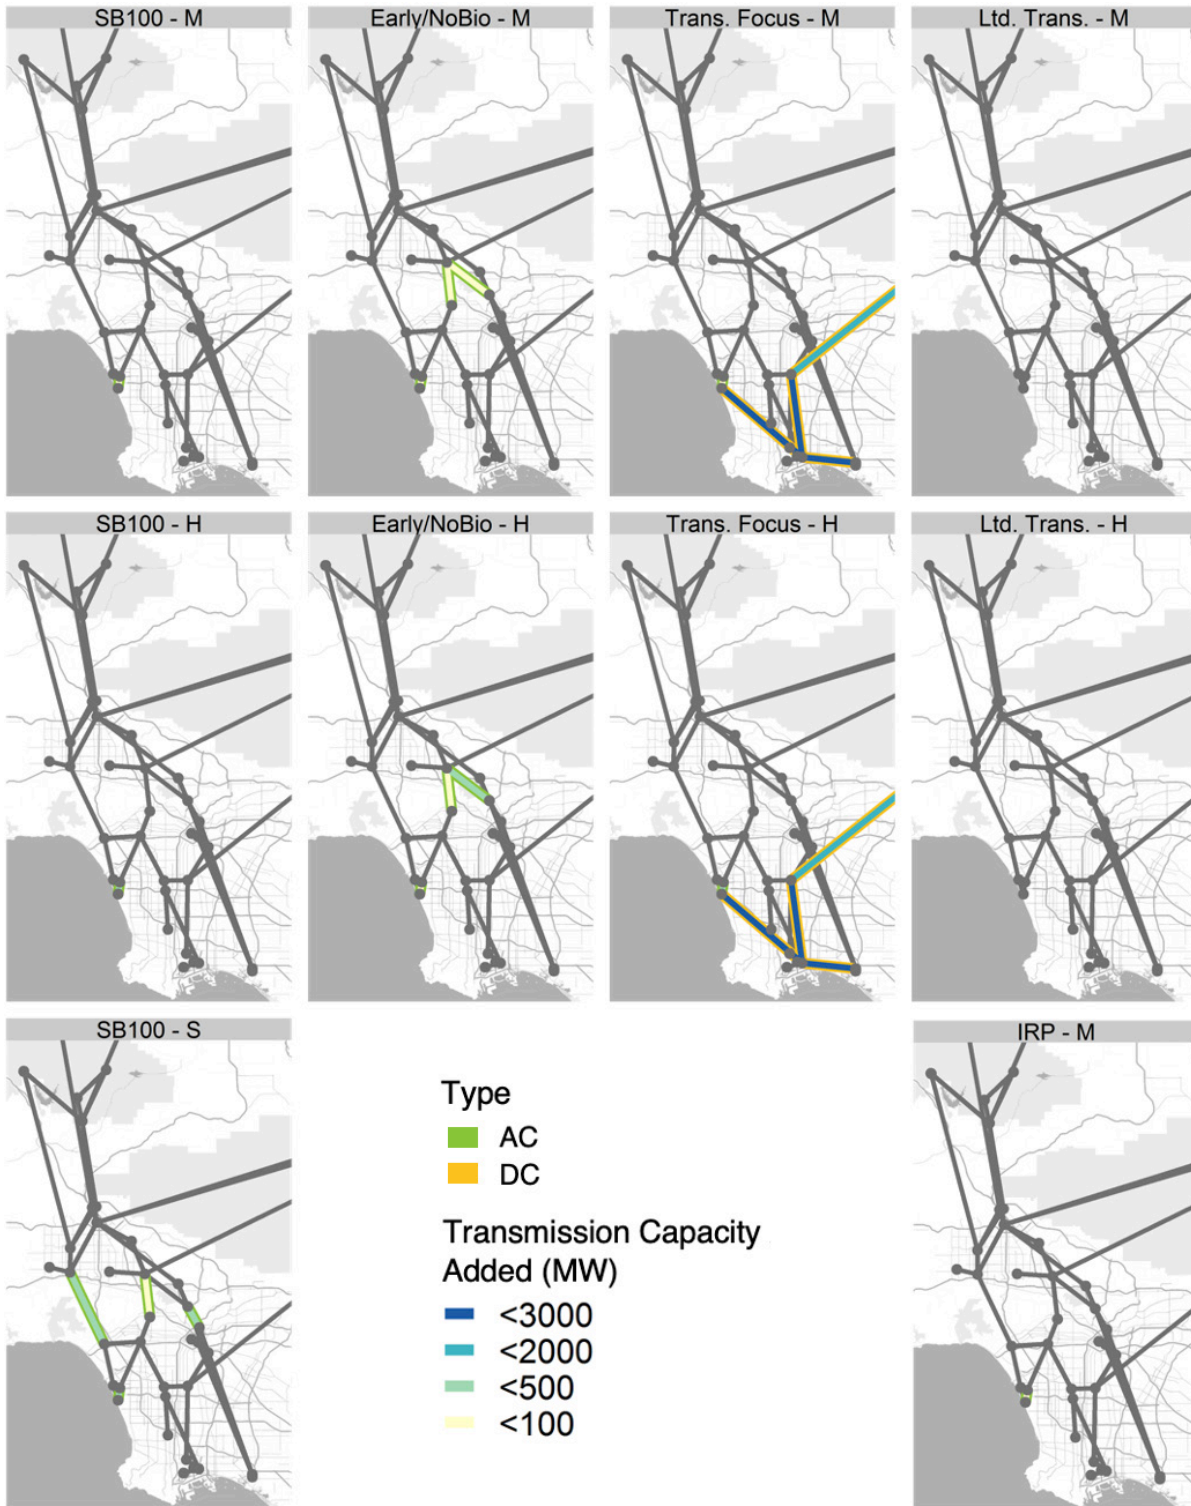 SB100 - M
Early/NoBio - M
Trans. Focus - M
Ltd. Trans. - M
SB100 - H
Early/NoBio - H
Trans. Focus - H
Ltd. Trans. - H
SB100 - S
IRP - M
Type
AC
DC
Transmission Capacity
Added (MW)
<3000
<2000
<500
<100